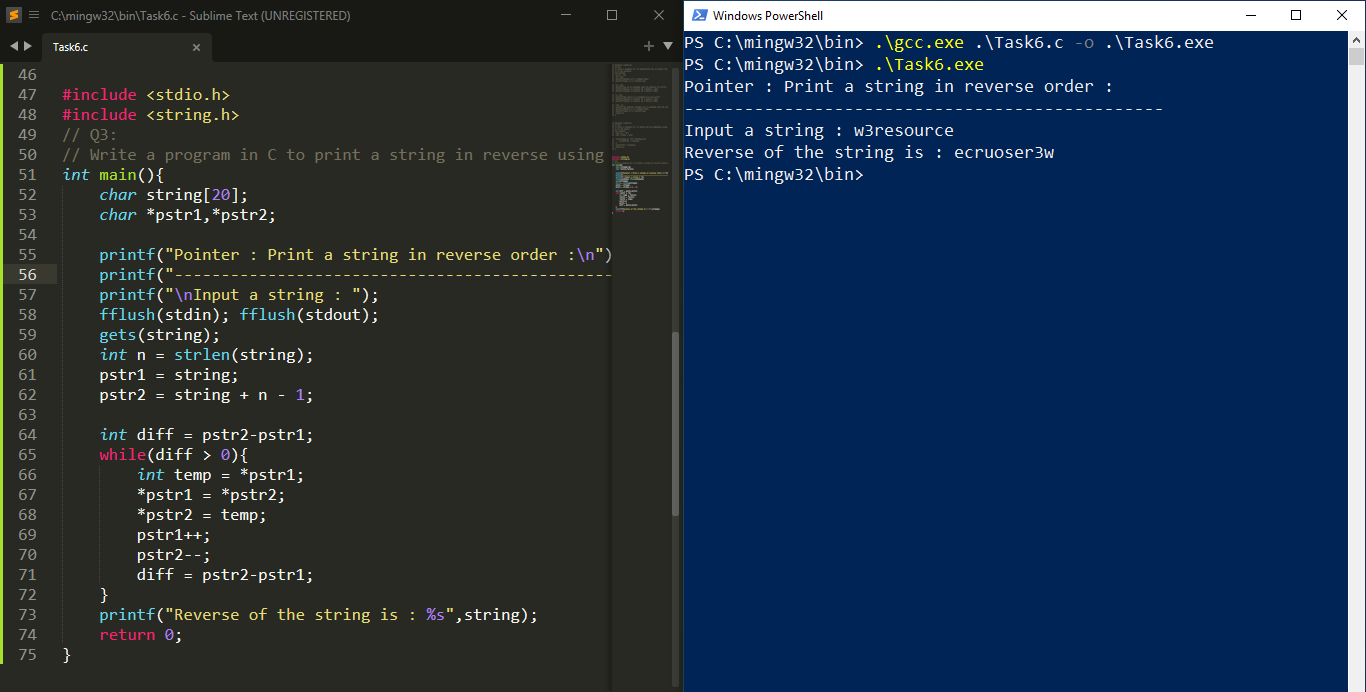 C:\mingw32\bin\Task6.c - Sublime Text (UNREGISTERED)
Task6.c
46
47 #include <stdio.h>
48 #include <string.h>
49 // Q3:
50 // Write a program in C to print a string in reverse using
51 int main(){
52 char string[20];
53 char *pstr1,*pstr2;
54
55 printf("Pointer : Print a string in reverse order :\n")
56 printf("-----------------------------------------------
57 printf("\nInput a string : ");
58 fflush(stdin); fflush(stdout);
59 gets(string);
60 int n = strlen(string);
61 pstr1 = string;
62 pstr2 = string + n - 1;
63
64 int diff = pstr2-pstr1;
65 while(diff > 0){
66 int temp = *pstr1;
67 *pstr1 = *pstr2;
68 *pstr2 = temp;
69 pstr1++;
70 pstr2--;
71 diff = pstr2-pstr1;
72 }
73 printf("Reverse of the string is : %s",string);
74 return 0;
75 }
Windows PowerShell
PS C:\mingw32\bin> .\gcc.exe .\Task6.c -o .\Task6.exe
PS C:\mingw32\bin> .\Task6.exe
Pointer : Print a string in reverse order :
------------------------------------------------
Input a string : w3resource
Reverse of the string is : ecruoser3w
PS C:\mingw32\bin>